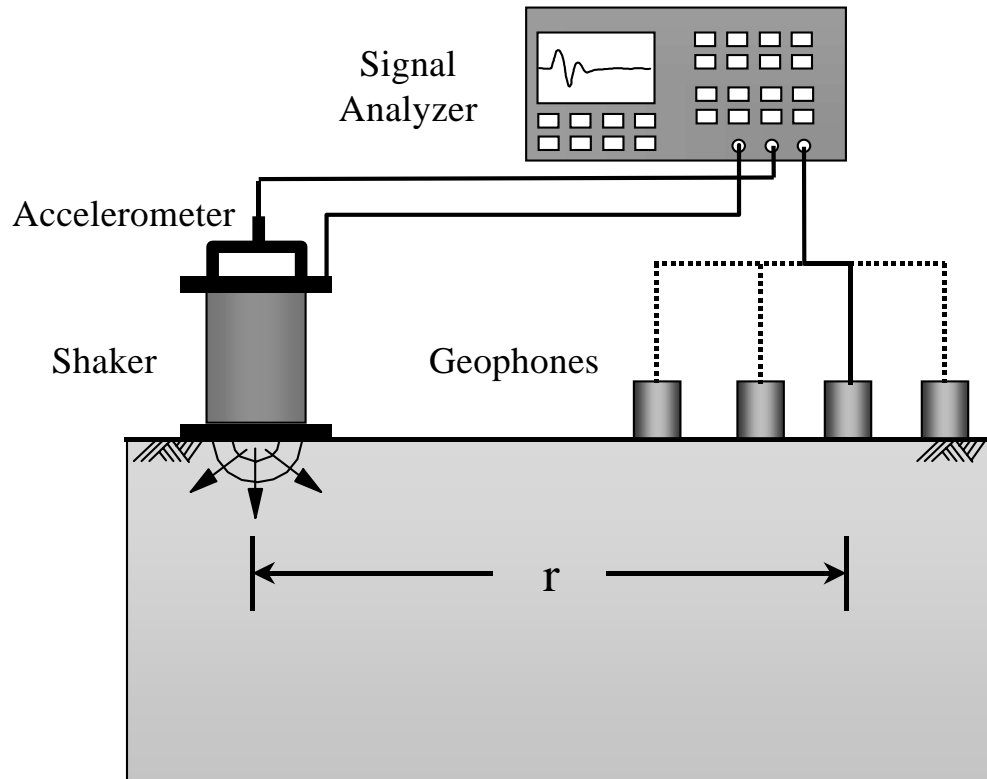 Signal
Analyzer
Accelerometer
Shaker
Geophones
r